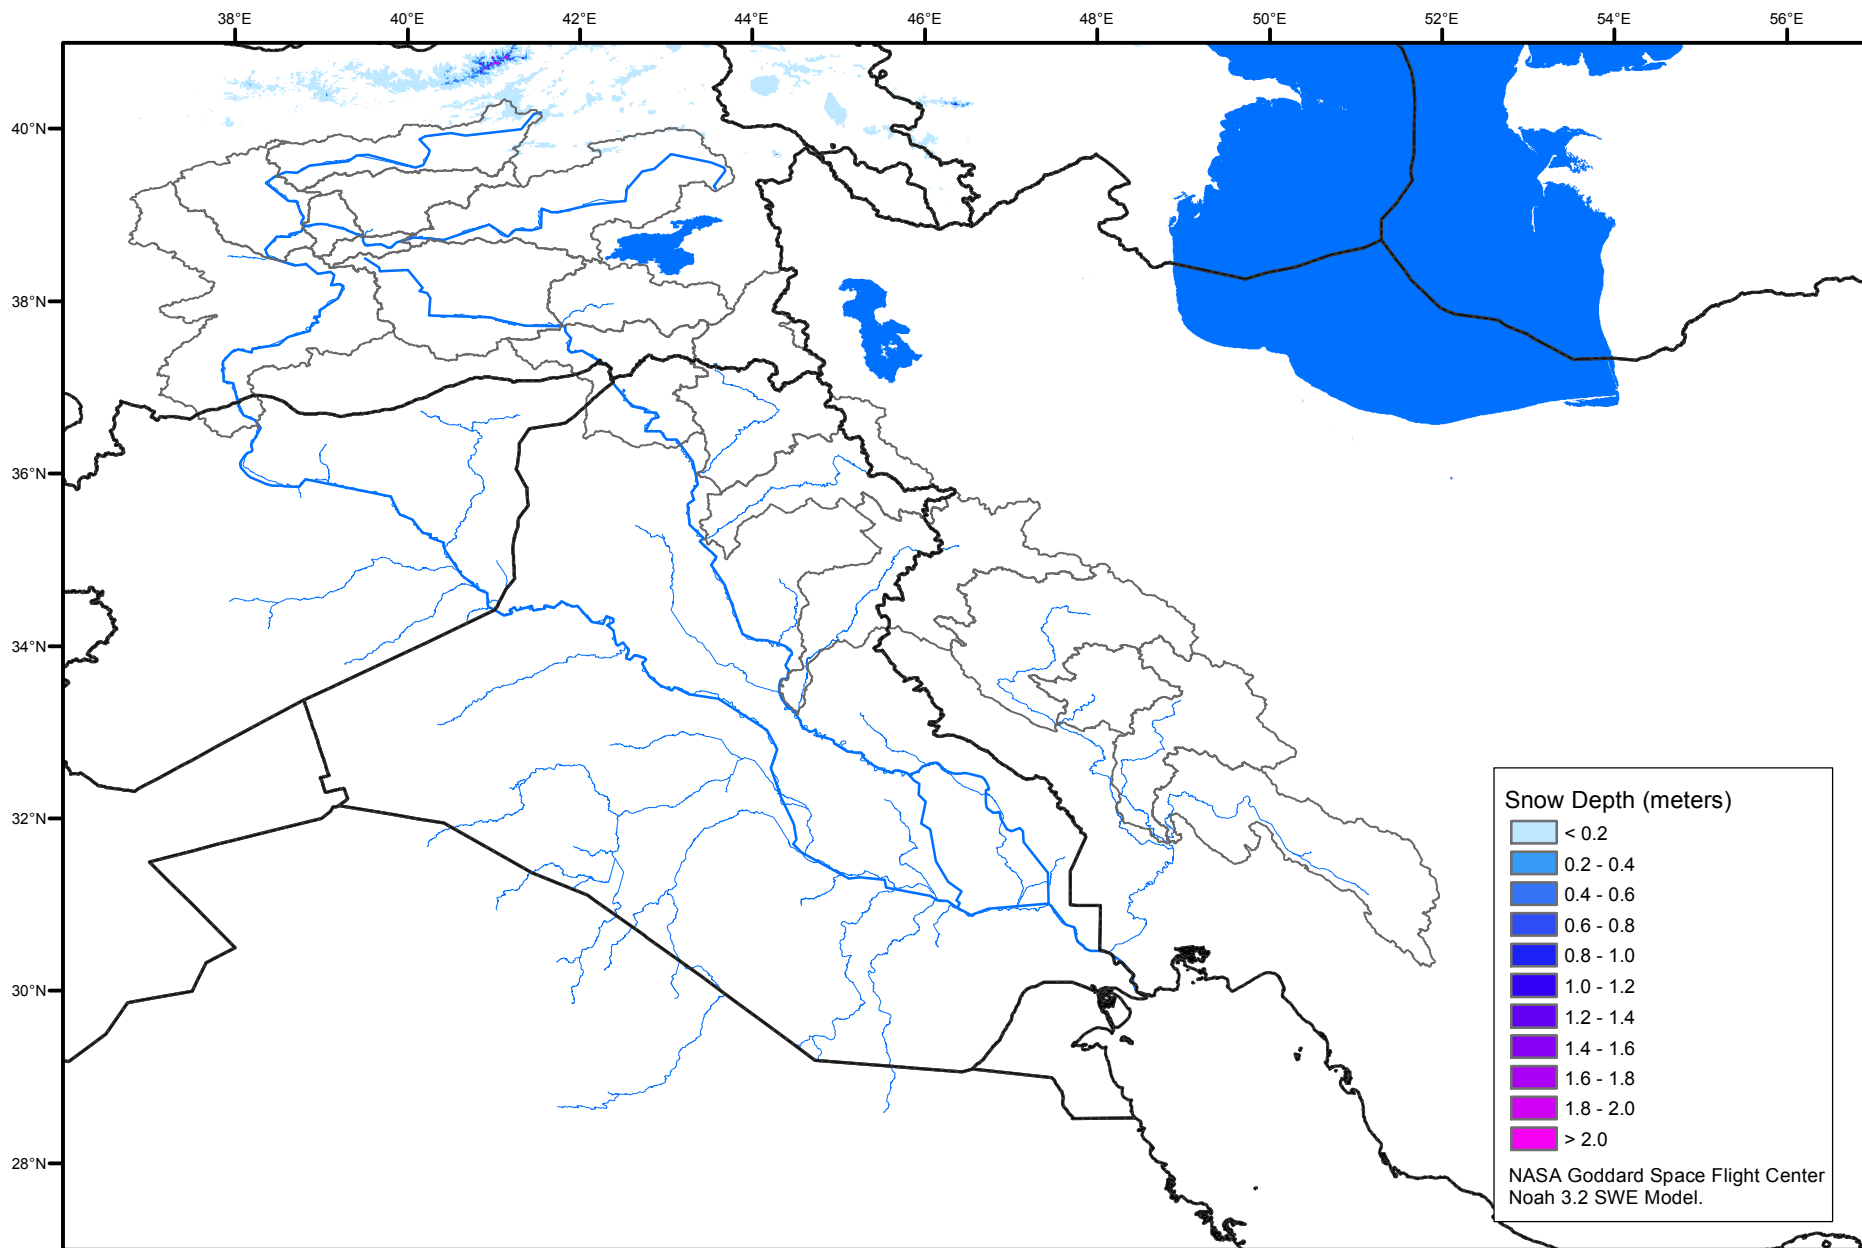 38°E 40°E 42°E 44°E 46°E 48°E 50°E 52°E 54°E 56°E
40°N
38°N
36°N
34°N
32°N
30°N
28°N
Snow Depth (meters)
< 0.2
0.2 - 0.4
0.4 - 0.6
0.6 - 0.8
0.8 - 1.0
1.0 - 1.2
1.2 - 1.4
1.4 - 1.6
1.6 - 1.8
1.8 - 2.0
> 2.0
NASA Goddard Space Flight Center
Noah 3.2 SWE Model.